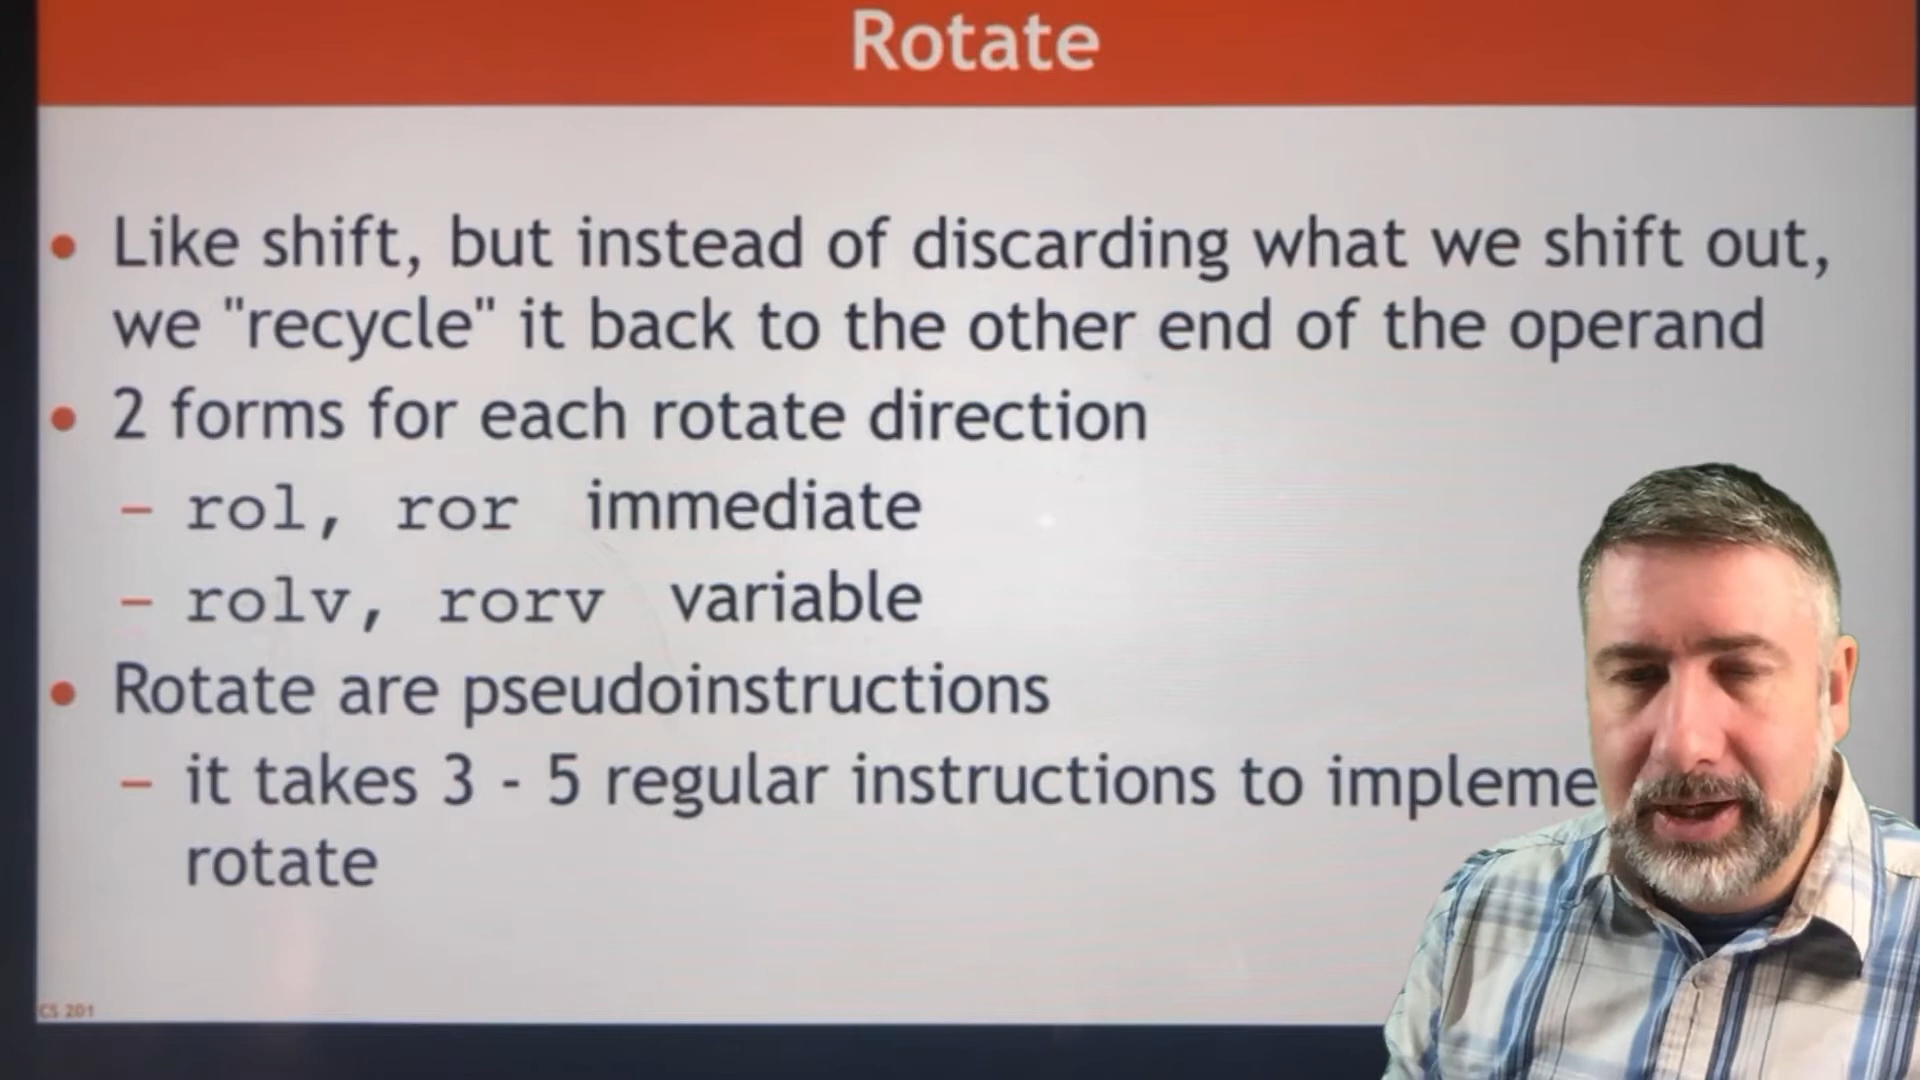 Rotate
• Like shift, but instead of discarding what we shift out,
we "recycle" it back to the other end of the operand
• 2 forms for each rotate direction
– rol, ror immediate
– rolv, rorv variable
• Rotate are pseudoinstructions
– it takes 3 - 5 regular instructions to
rotate
CS 201